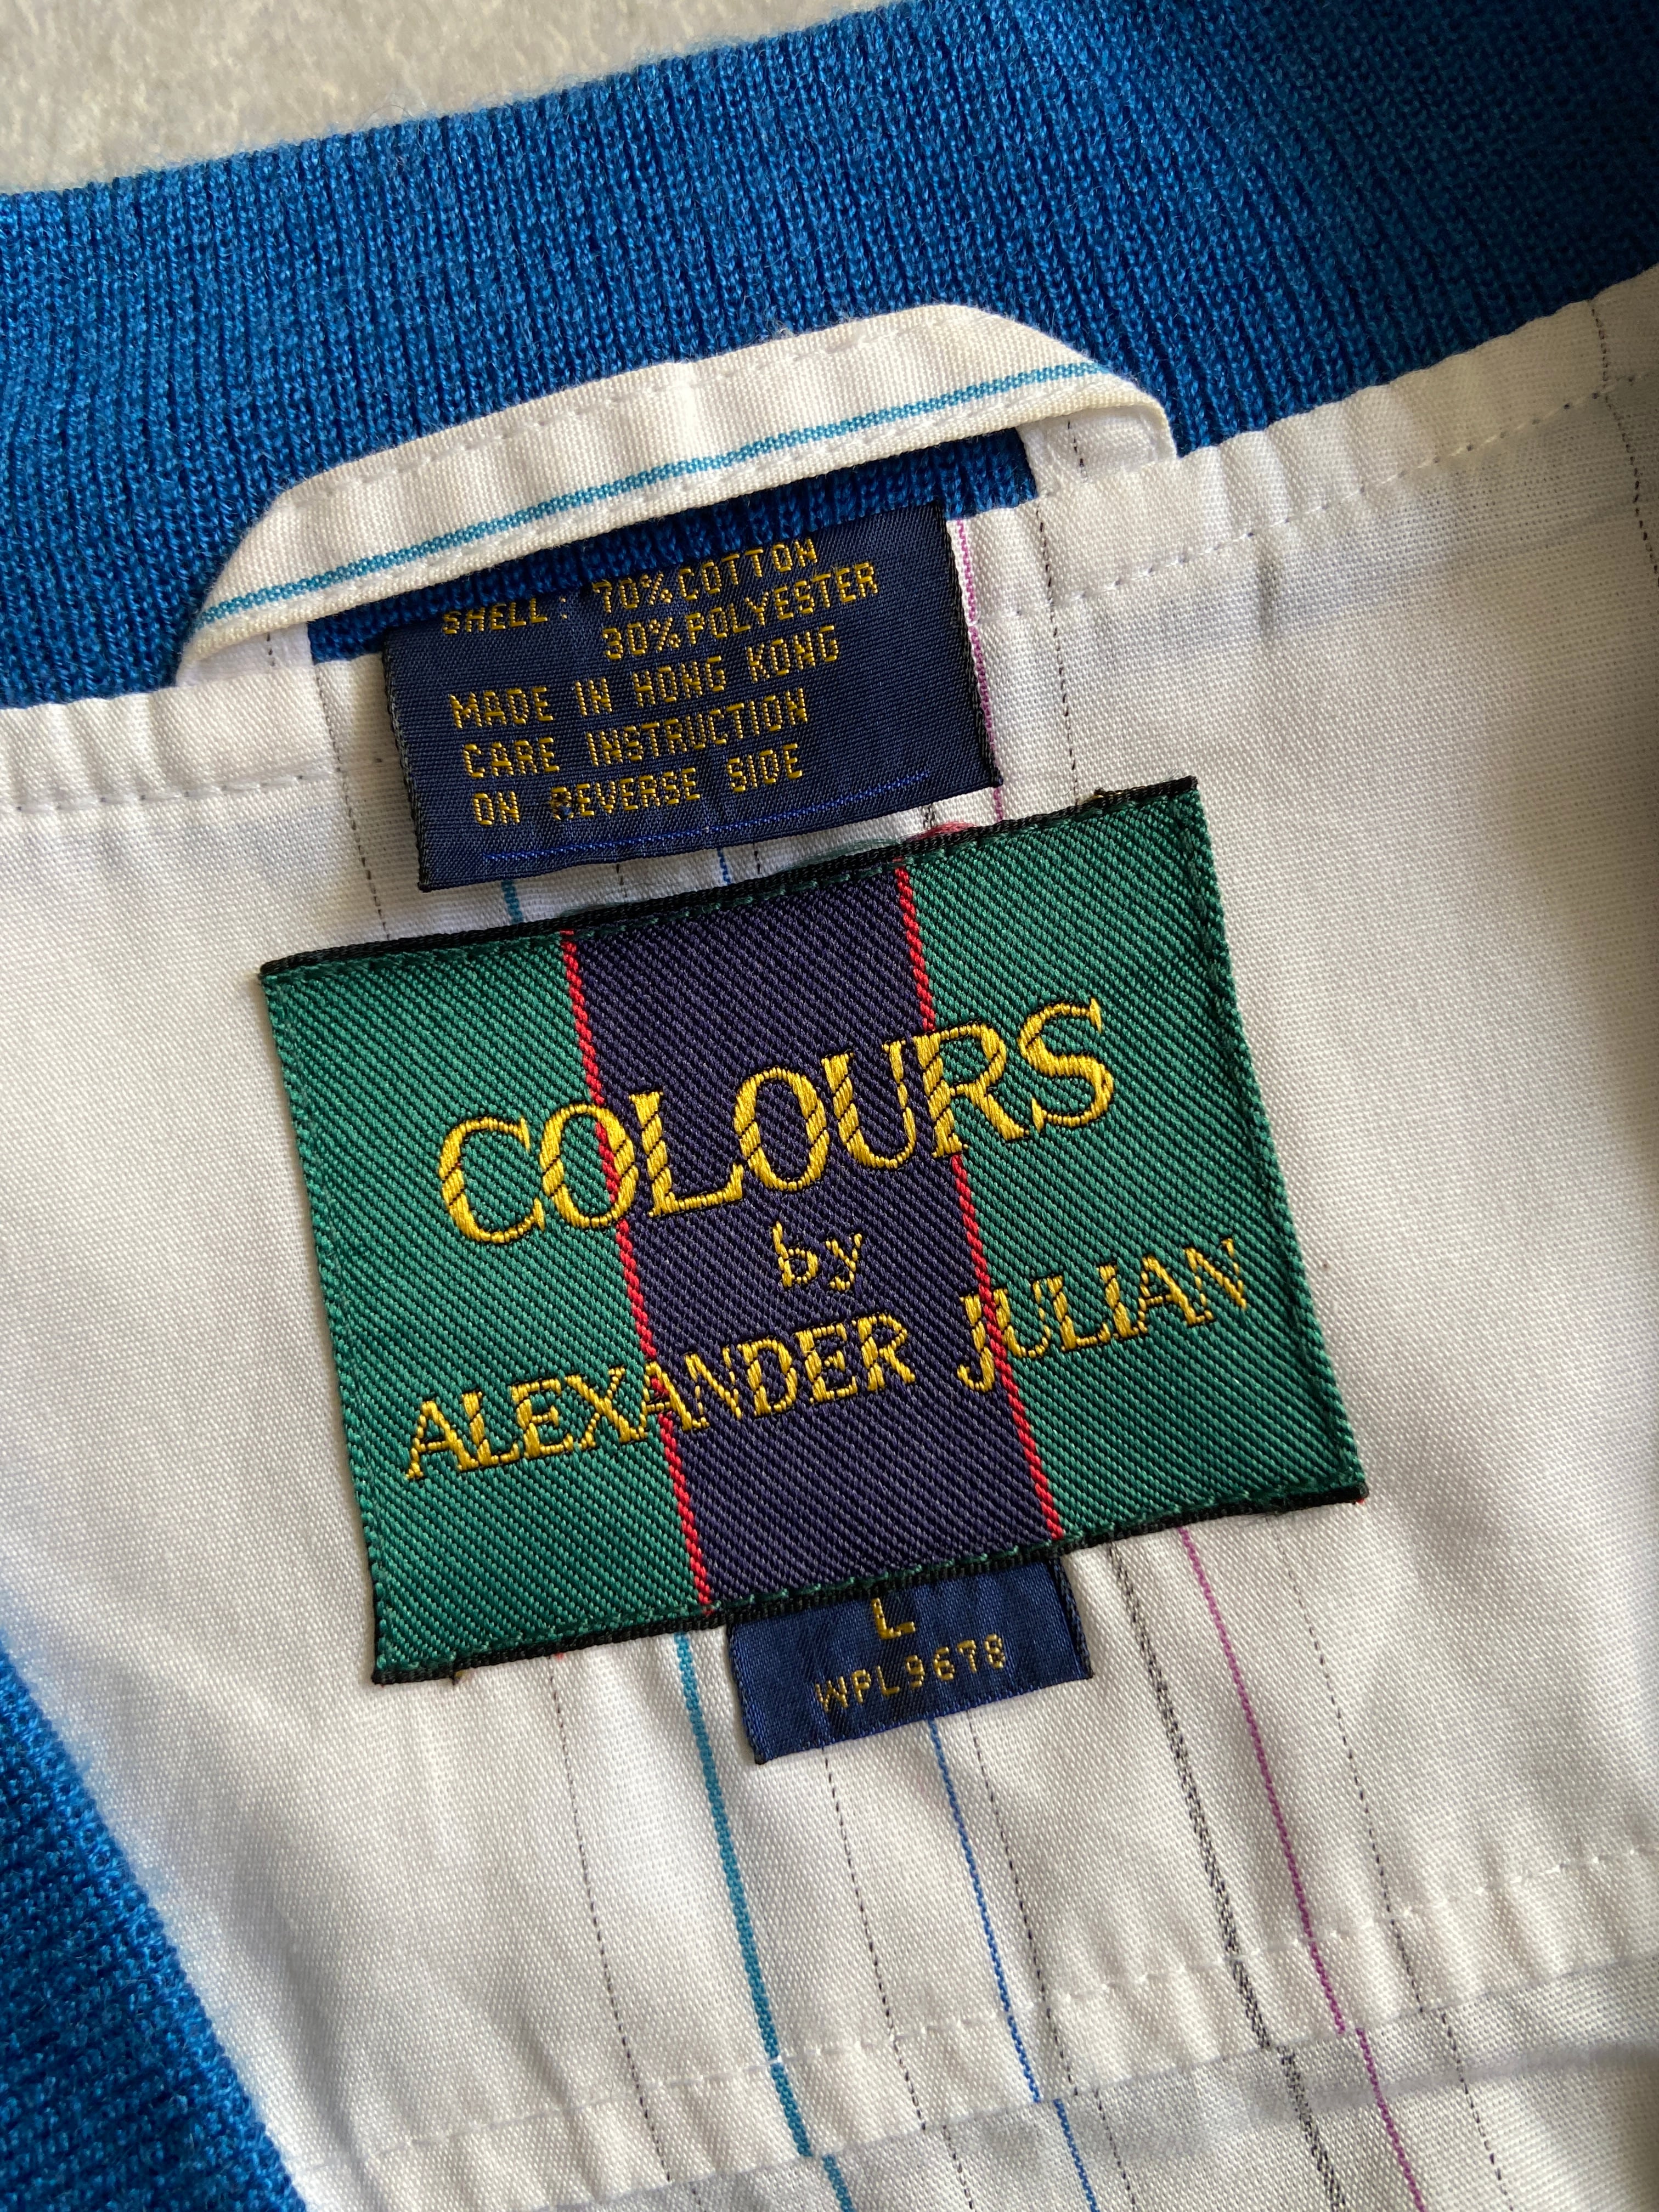 SHELL: 70% COTTON
30% POLYESTER
MADE IN HONG KONG
CARE INSTRUCTION
ON REVERSE SIDE
COLOURS
by
ALEXANDER JULIAN
L
WPL9678